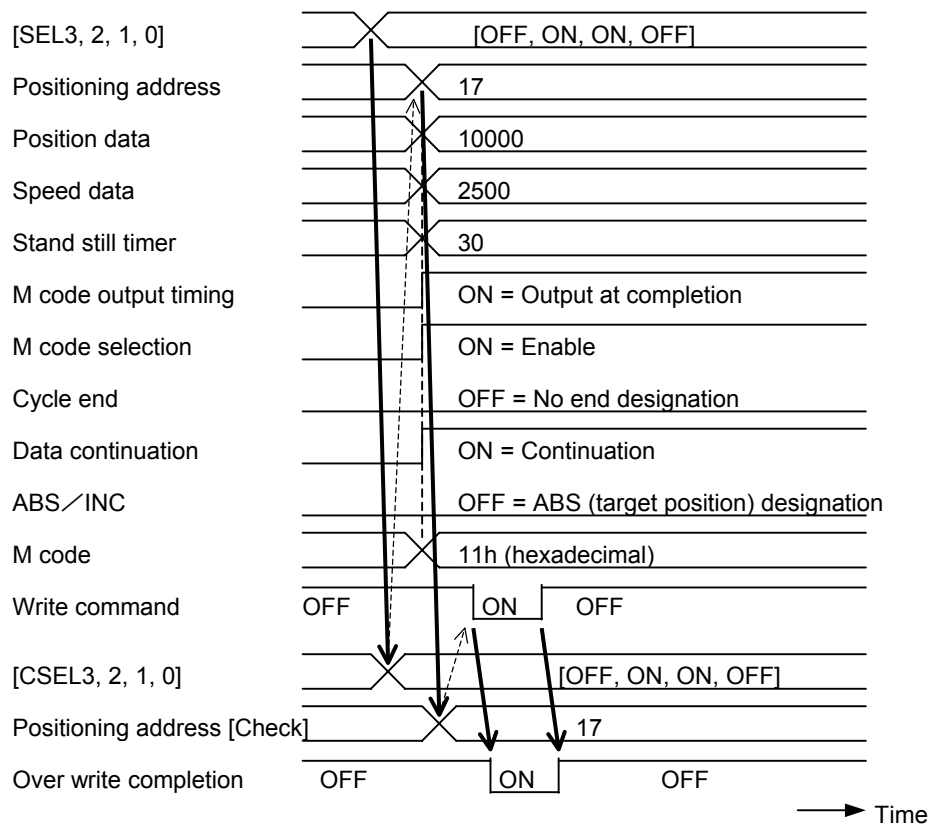 [SEL3, 2, 1, 0] [OFF, ON, ON, OFF]
Positioning address 17
Position data 10000
Speed data 2500
Stand still timer 30
M code output timing ON = Output at completion
M code selection ON = Enable
Cycle end OFF = No end designation
Data continuation ON = Continuation
ABS／INC OFF = ABS (target position) designation
M code 11h (hexadecimal)
Write command OFF ON OFF
[CSEL3, 2, 1, 0] [OFF, ON, ON, OFF]
Positioning address [Check] 17
Over write completion OFF ON OFF
Time